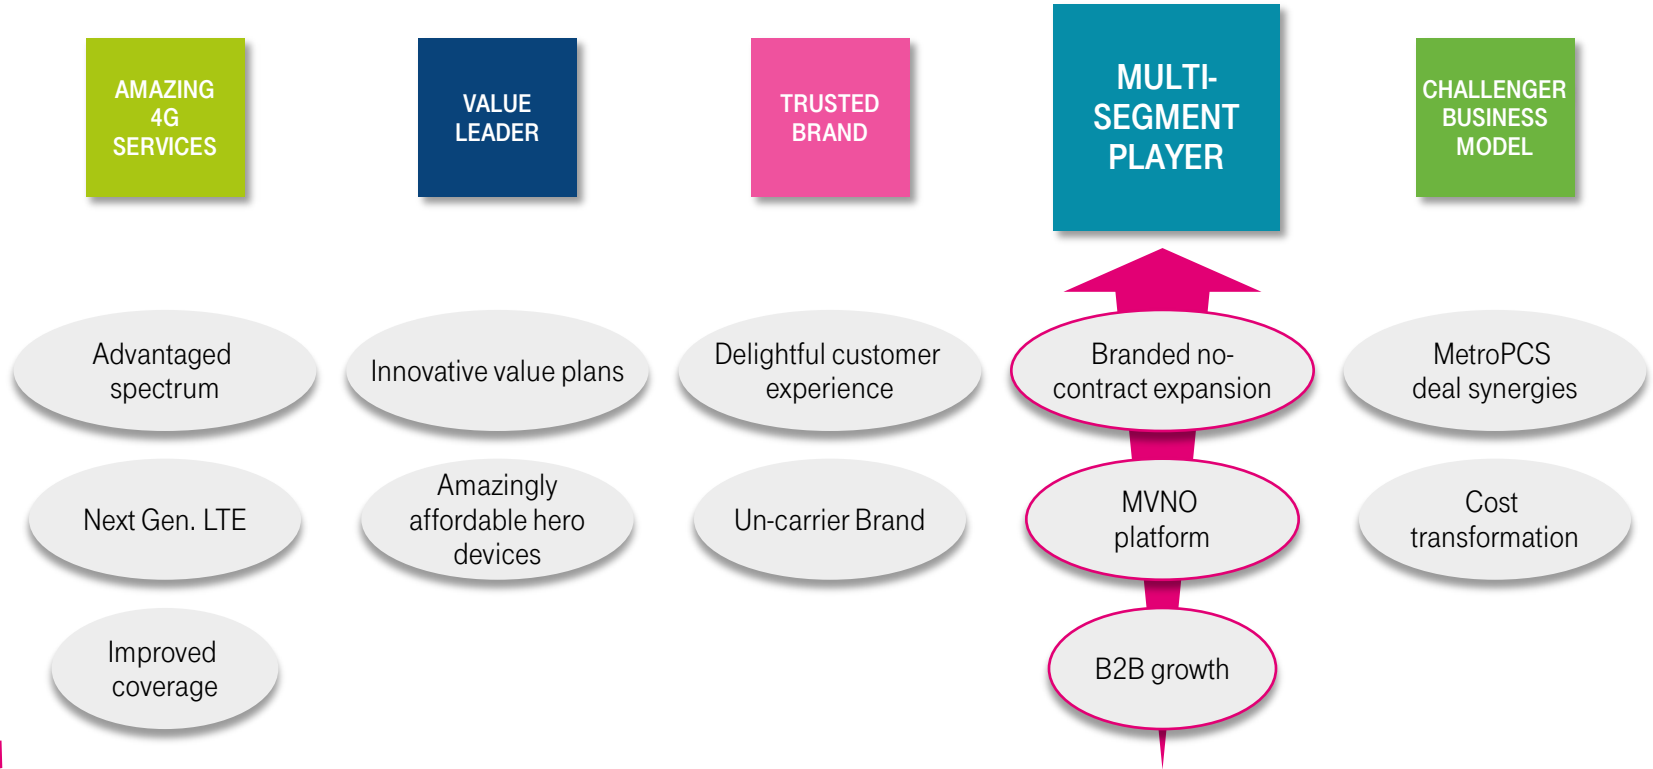 AMAZING
4G
SERVICES
VALUE
LEADER
TRUSTED
BRAND
MULTI-
SEGMENT
PLAYER
CHALLENGER
BUSINESS
MODEL
Advantaged
spectrum
Innovative value plans
Delightful customer
experience
Branded no-
contract expansion
MetroPCS
deal synergies
Next Gen. LTE
Amazingly
affordable hero
devices
Un-carrier Brand
MVNO
platform
Cost
transformation
Improved
coverage
B2B growth